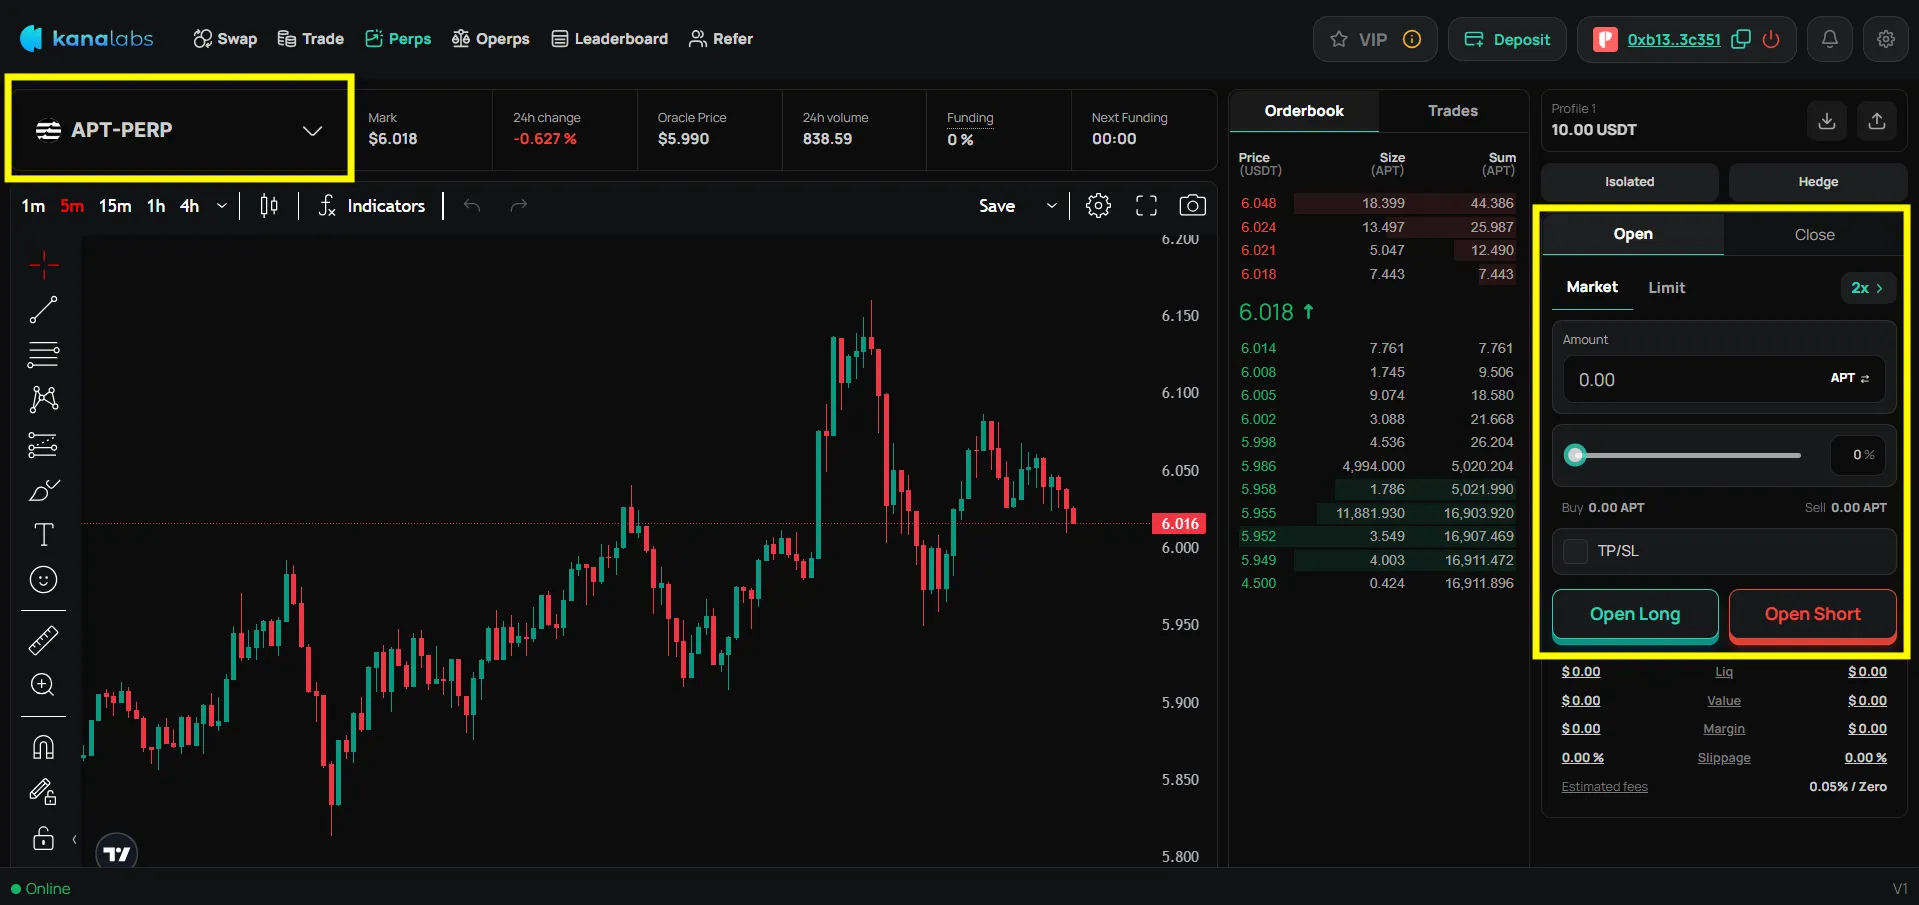 kanalabs
Swap
Trade
Perps
Operps
Leaderboard
Refer
VIP
Deposit
0xb13..3c351
APT-PERP
Mark
$6.018
24h change
-0.627 %
Oracle Price
$5.990
24h volume
838.59
Funding
0 %
Next Funding
00:00
1m 5m 15m 1h 4h
Indicators
Save
6.200
6.150
6.100
6.050
6.016
6.000
5.950
5.900
5.850
5.800
T
Orderbook Trades
Price Size Sum
(USDT) (APT) (APT)
6.048 18.399 44.386
6.024 13.497 25.987
6.021 5.047 12.490
6.018 7.443 7.443
6.018 ↑
6.014 7.761 7.761
6.008 1.745 9.506
6.005 9.074 18.580
6.002 3.088 21.668
5.998 4.536 26.204
5.986 4,994.000 5,020.204
5.958 1.786 5,021.990
5.955 11,881.930 16,903.920
5.952 3.549 16,907.469
5.949 4.003 16,911.472
4.500 0.424 16,911.896
Profile 1
10.00 USDT
Isolated Hedge
Open Close
Market Limit 2x >
Amount
0.00 APT ⇄
0 %
Buy 0.00 APT Sell 0.00 APT
TP/SL
Open Long Open Short
$ 0.00 Liq $ 0.00
$ 0.00 Value $ 0.00
$ 0.00 Margin $ 0.00
0.00 % Slippage 0.00 %
Estimated fees 0.05% / Zero
Online
V1